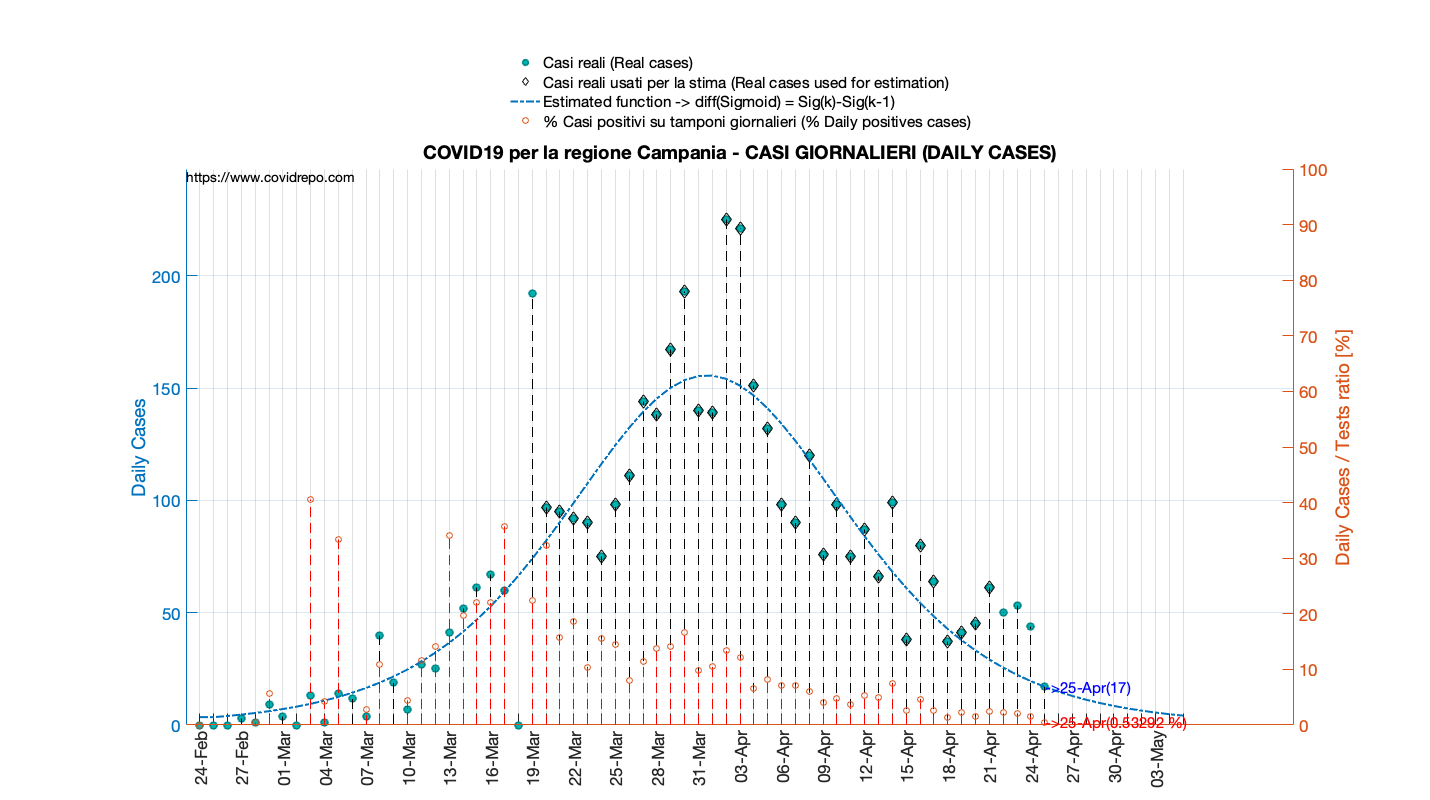 Casi reali (Real cases)
Casi reali usati per la stima (Real cases used for estimation)
Estimated function -> diff(Sigmoid) = Sig(k)-Sig(k-1)
% Casi positivi su tamponi giornalieri (% Daily positives cases)
COVID19 per la regione Campania - CASI GIORNALIERI (DAILY CASES)
https://www.covidrepo.com
Daily Cases
200
150
100
50
0
100
90
80
70
60
50
40
30
20
10
0
Daily Cases / Tests ratio [%]
->25-Apr(17)
->25-Apr(0.53292 %)
24-Feb
27-Feb
01-Mar
04-Mar
07-Mar
10-Mar
13-Mar
16-Mar
19-Mar
22-Mar
25-Mar
28-Mar
31-Mar
03-Apr
06-Apr
09-Apr
12-Apr
15-Apr
18-Apr
21-Apr
24-Apr
27-Apr
30-Apr
03-May